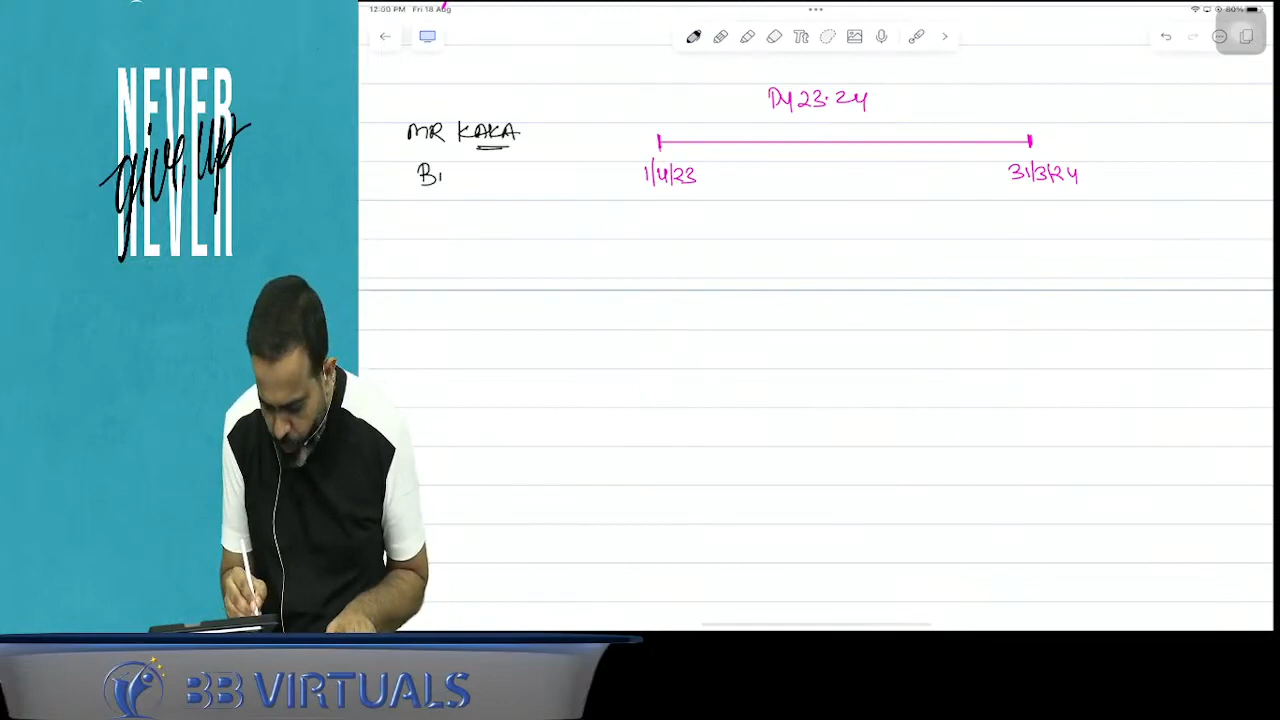 12:00 PM Fri 18 Aug
80%
NEVER
give up
NEVER
PY 23-24
MR KAKA
1/4/23
31/3/24
B
BB VIRTUALS